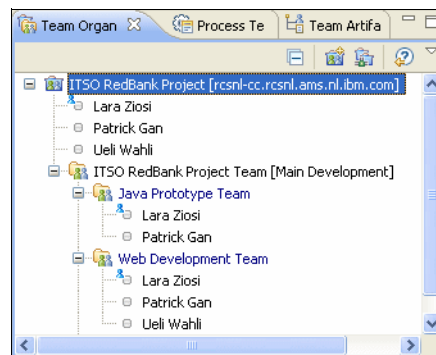 Team Organ Process Te Team Artifa
ITSO RedBank Project [rcsnl-cc.rcsnl.ams.nl.ibm.com]
Lara Ziosi
Patrick Gan
Ueli Wahli
ITSO RedBank Project Team [Main Development]
Java Prototype Team
Lara Ziosi
Patrick Gan
Web Development Team
Lara Ziosi
Patrick Gan
Ueli Wahli